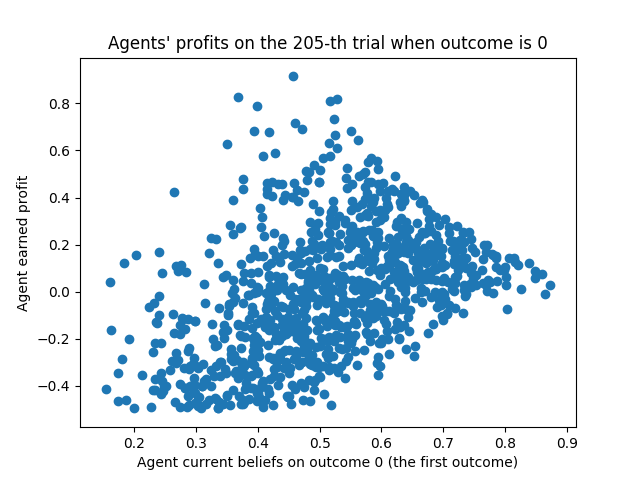 Agents' profits on the 205-th trial when outcome is 0
Agent earned profit
0.8
0.6
0.4
0.2
0.0
−0.2
−0.4
0.2 0.3 0.4 0.5 0.6 0.7 0.8 0.9
Agent current beliefs on outcome 0 (the first outcome)